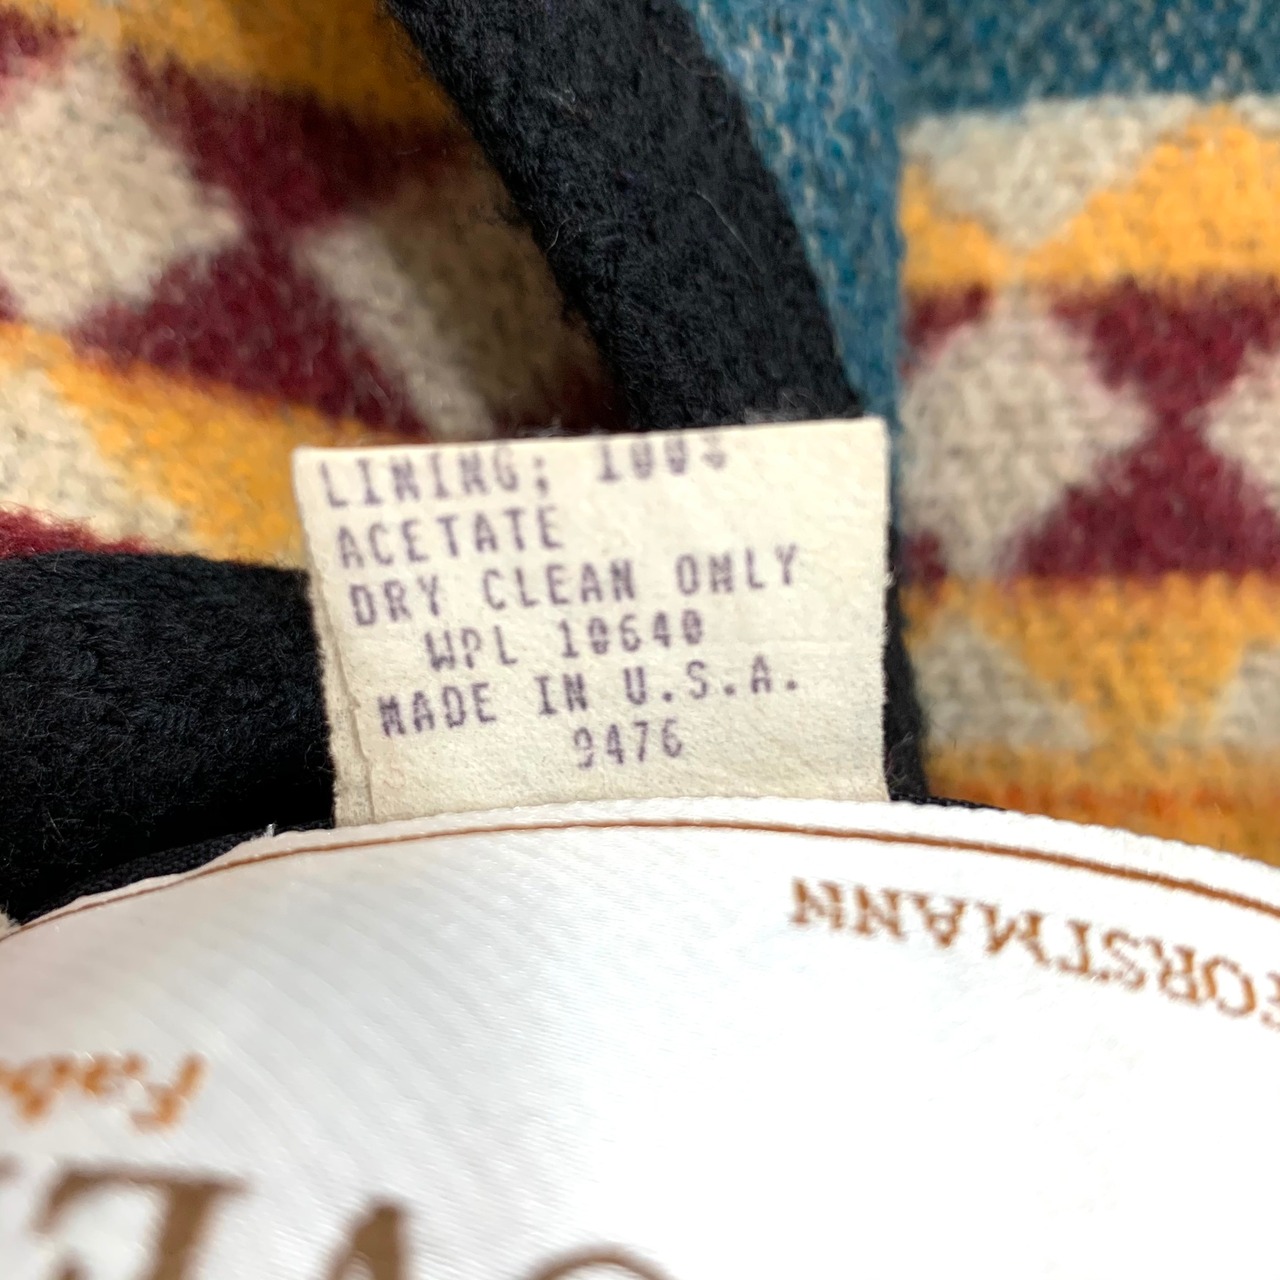 LINING; 100%
ACETATE
DRY CLEAN ONLY
WPL 10640
MADE IN U.S.A.
9476
FORSTMANN